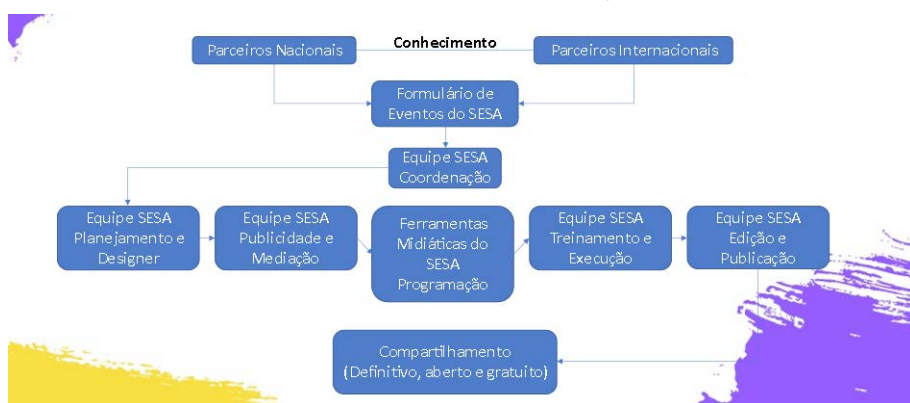 Parceiros Nacionais
Conhecimento
Parceiros Internacionais
Formulário de
Eventos do SESA
Equipe SESA
Coordenação
Equipe SESA
Planejamento e
Designer
Equipe SESA
Publicidade e
Mediação
Ferramentas
Midiáticas do
SESA
Programação
Equipe SESA
Treinamento e
Execução
Equipe SESA
Edição e
Publicação
Compartilhamento
(Definitivo, aberto e gratuito)